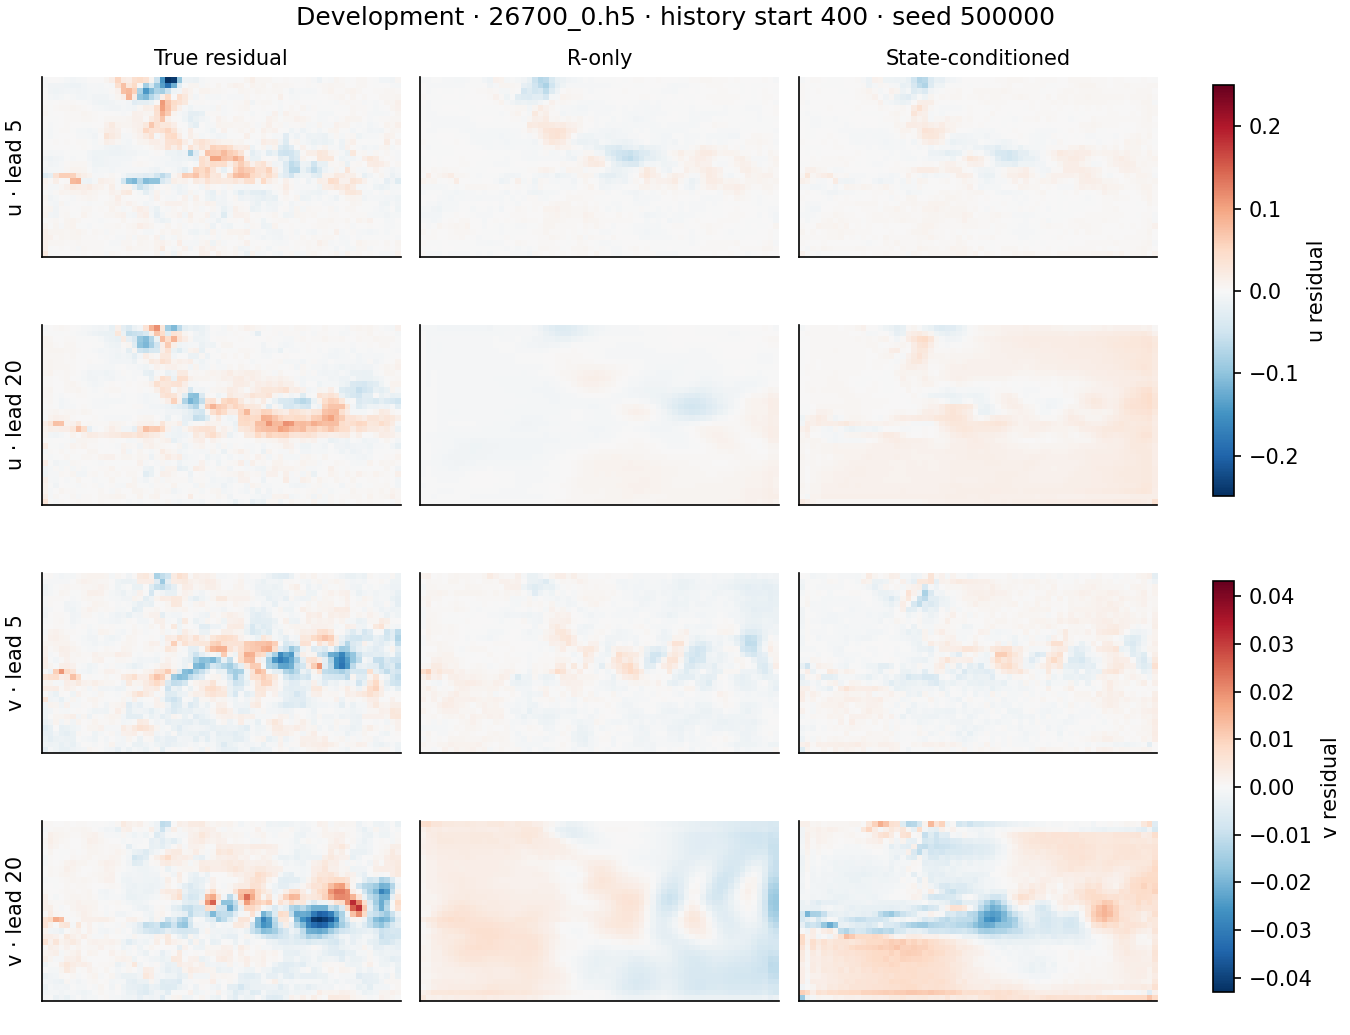 Development · 26700_0.h5 · history start 400 · seed 500000
True residual
R-only
State-conditioned
u · lead 5
u · lead 20
v · lead 5
v · lead 20
0.2
0.1
0.0
−0.1
−0.2
u residual
0.04
0.03
0.02
0.01
0.00
−0.01
−0.02
−0.03
−0.04
v residual